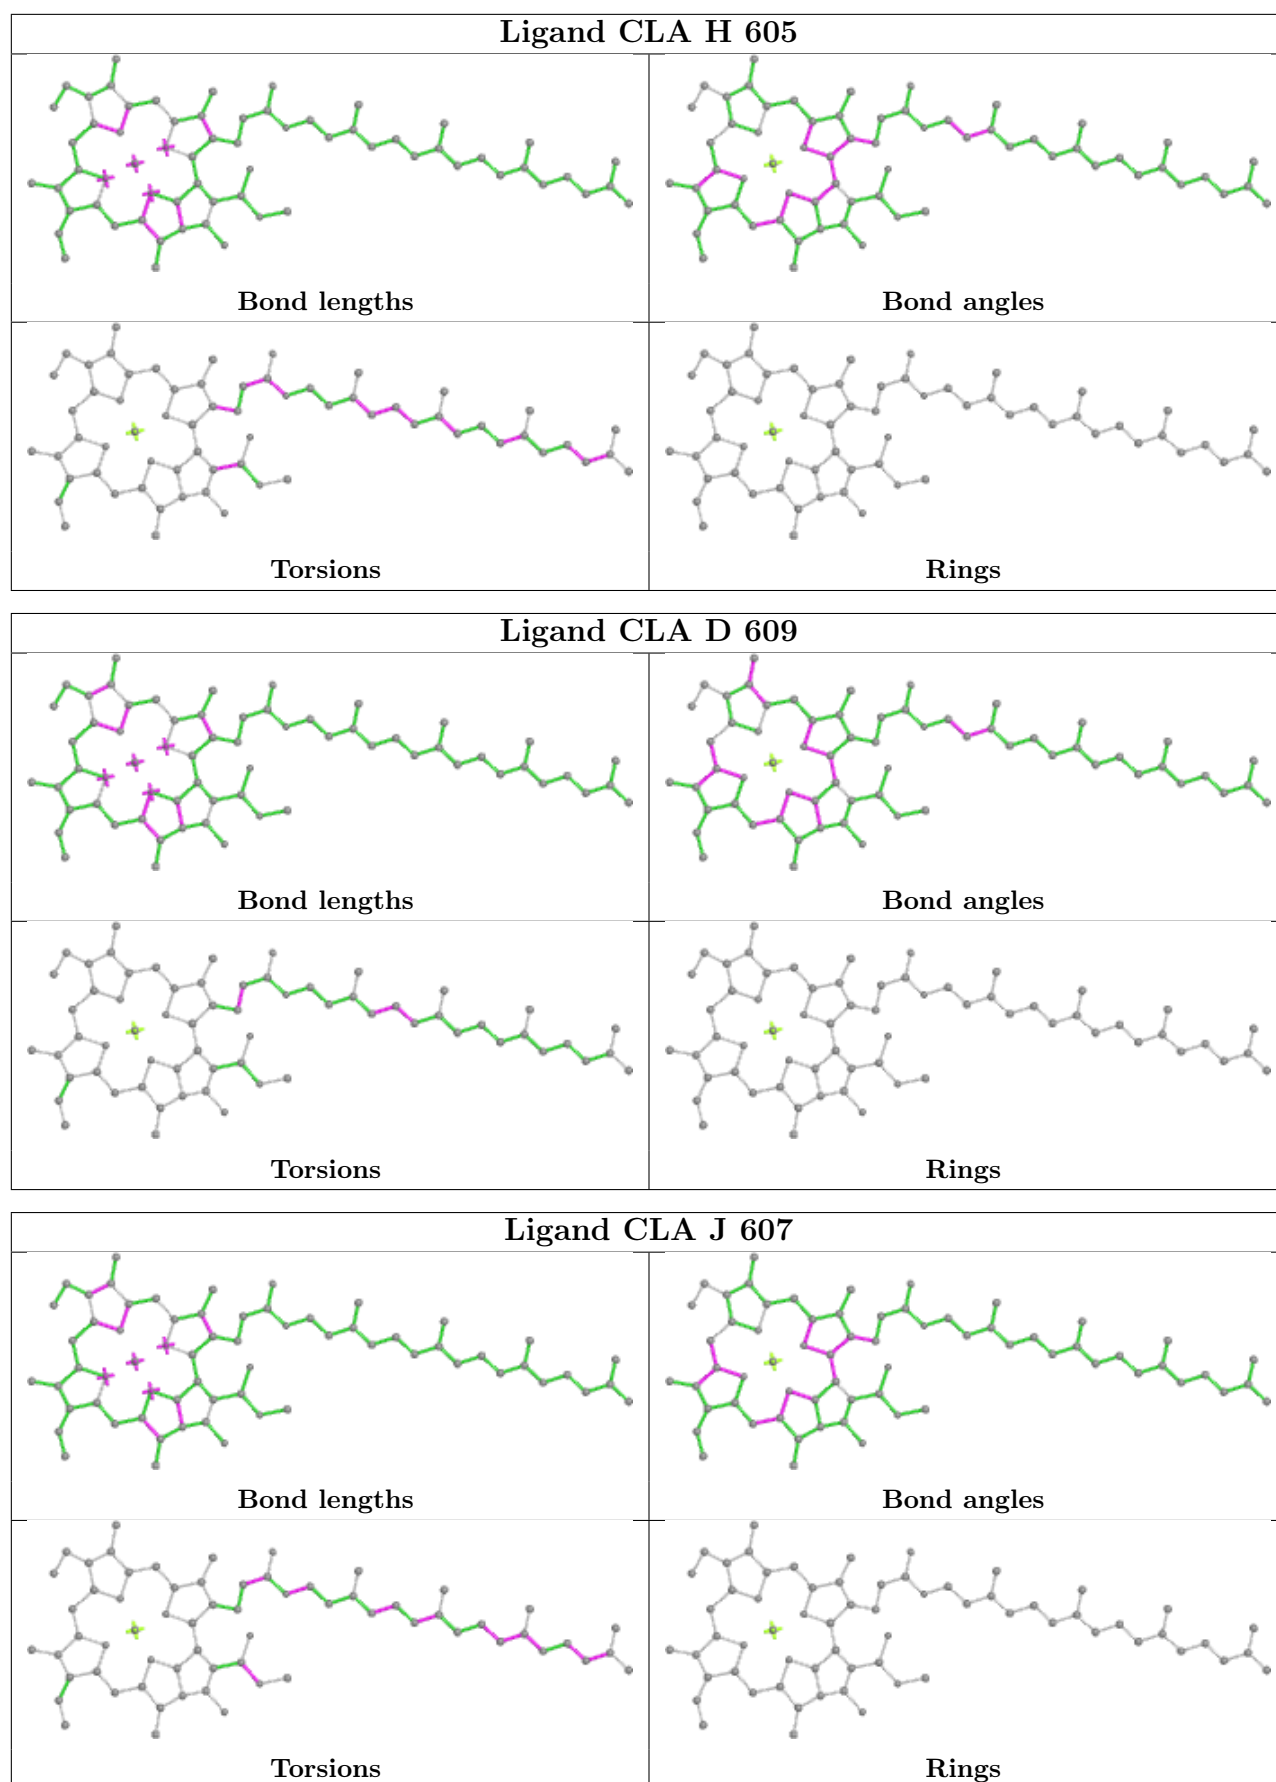 Ligand CLA H 605
Bond lengths
Bond angles
Torsions
Rings
Ligand CLA D 609
Bond lengths
Bond angles
Torsions
Rings
Ligand CLA J 607
Bond lengths
Bond angles
Torsions
Rings